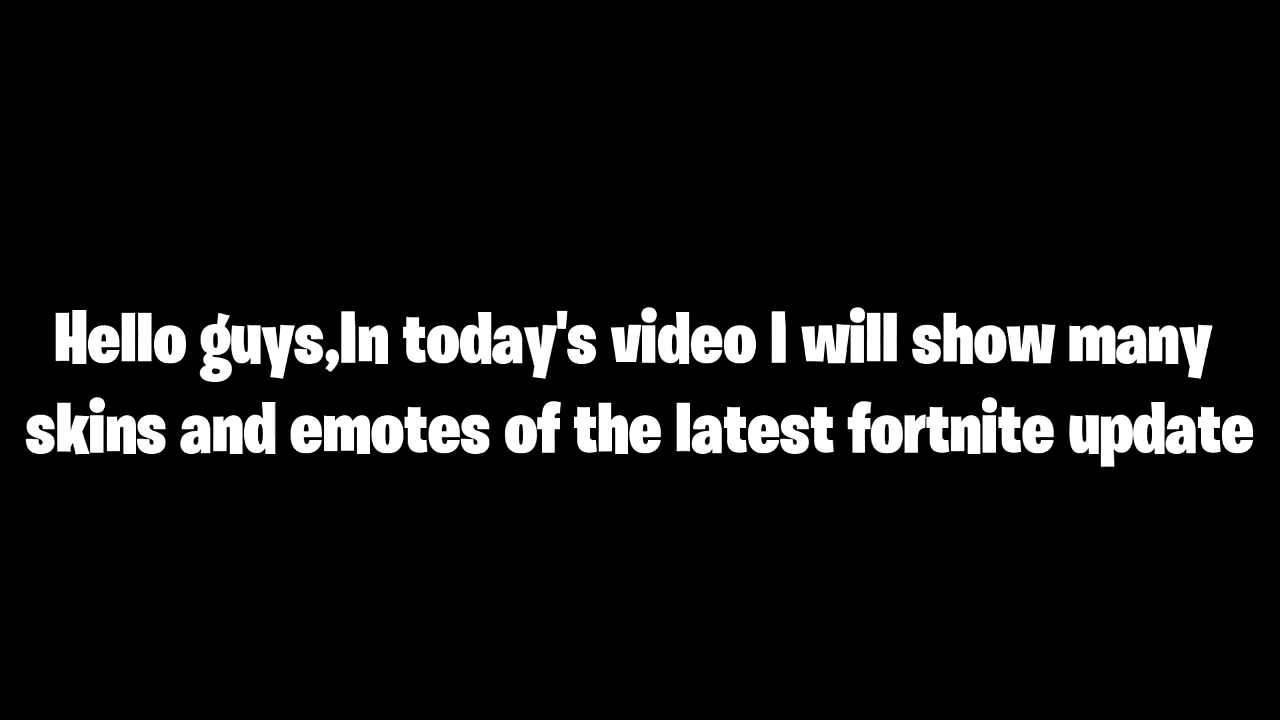 Hello guys,In today's video I will show many
skins and emotes of the latest fortnite update